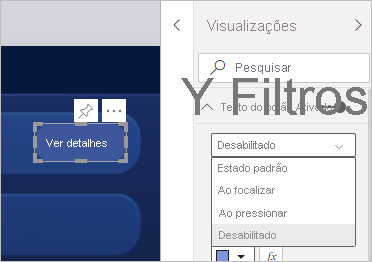 Visualizações
Pesquisar
Y Filtros
Texto do botão Ativado
Ver detalhes
Desabilitado
Estado padrão
Ao focalizar
Ao pressionar
Desabilitado
fx